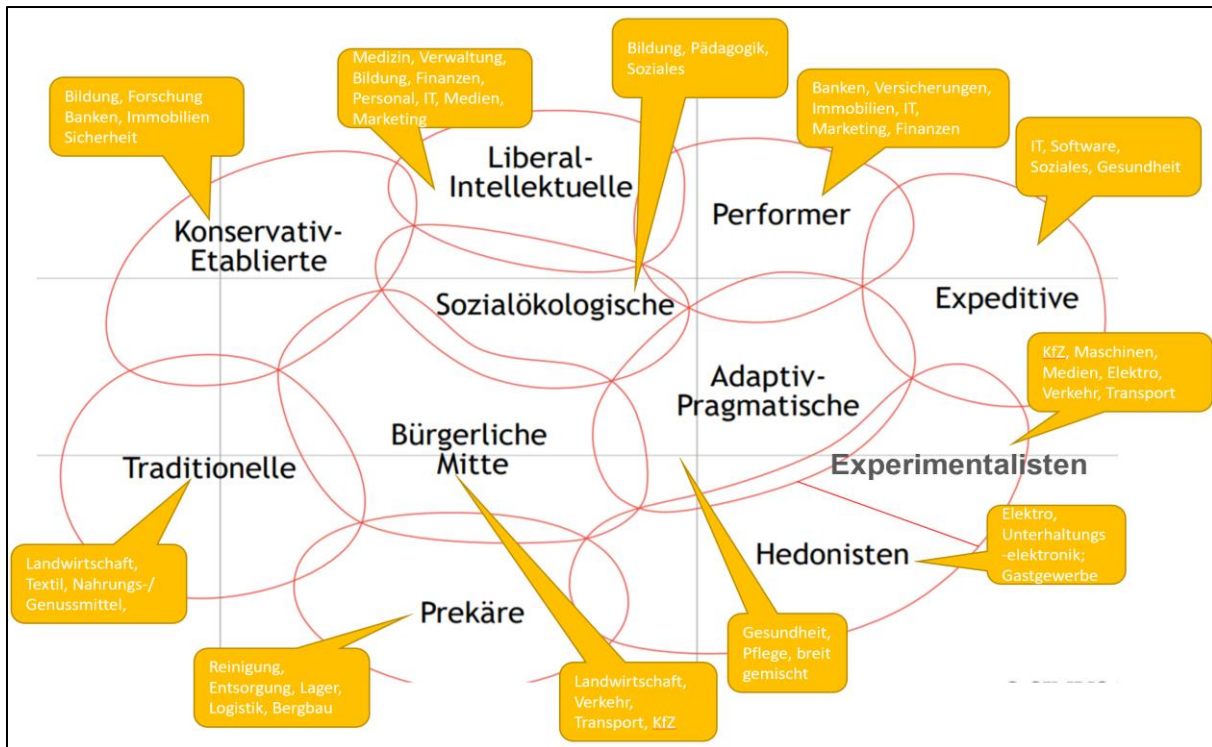 Medizin, Verwaltung,
Bildung, Finanzen,
Personal, IT, Medien,
Marketing
Bildung, Pädagogik,
Soziales
Banken, Versicherungen,
Immobilien, IT,
Marketing, Finanzen
Bildung, Forschung
Banken, Immobilien
Sicherheit
IT, Software,
Soziales, Gesundheit
Liberal-
Intellektuelle
Performer
Konservativ-
Etablierte
Sozialökologische
Expeditive
KfZ, Maschinen,
Medien, Elektro,
Verkehr, Transport
Adaptiv-
Pragmatische
Bürgerliche
Mitte
Traditionelle
Experimentalisten
Elektro,
Unterhaltungs
-elektronik;
Gastgewerbe
Hedonisten
Landwirtschaft,
Textil, Nahrungs-/
Genussmittel,
Prekäre
Gesundheit,
Pflege, breit
gemischt
Reinigung,
Entsorgung, Lager,
Logistik, Bergbau
Landwirtschaft,
Verkehr,
Transport, KfZ